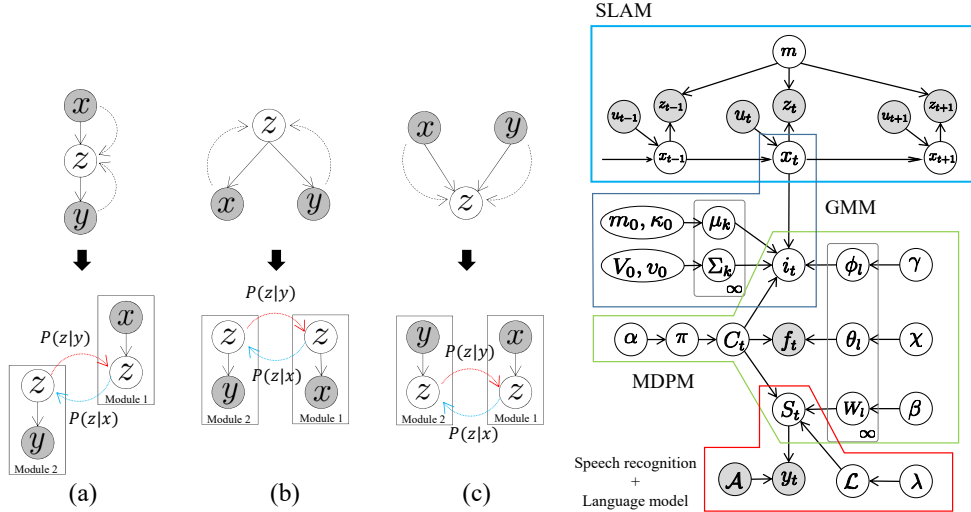 x
z
y
P(z|y)
P(z|x)
x
z
Module 1
z
y
Module 2
(a)
z
x
y
P(z|y)
P(z|x)
z
z
y
x
Module 2
Module 1
(b)
x
y
z
y
x
P(z|y)
z
z
P(z|x)
Module 2
Module 1
(c)
SLAM
m
z_{t-1}
z_t
z_{t+1}
u_{t-1}
u_t
u_{t+1}
x_{t-1}
x_t
x_{t+1}
GMM
m_0, κ_0
μ_k
V_0, υ_0
Σ_k
∞
i_t
ϕ_l
γ
α
π
C_t
f_t
θ_l
χ
MDPM
S_t
W_l
β
∞
Speech recognition
+
Language model
𝒜
y_t
ℒ
λ